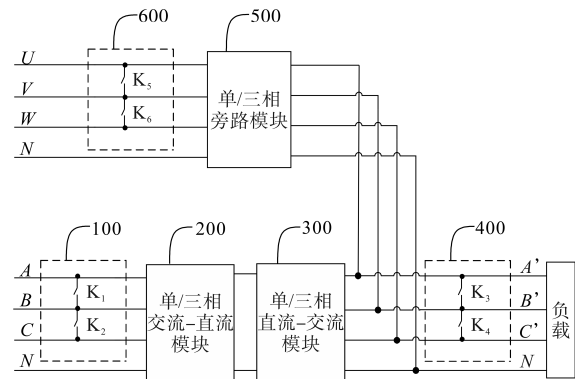 600
500
U
V
W
N
K5
K6
单/三相
旁路模块
100
200
300
400
A
B
C
N
K1
K2
单/三相
交流-直流
模块
单/三相
直流-交流
模块
K3
K4
A'
B'
C'
N
负载